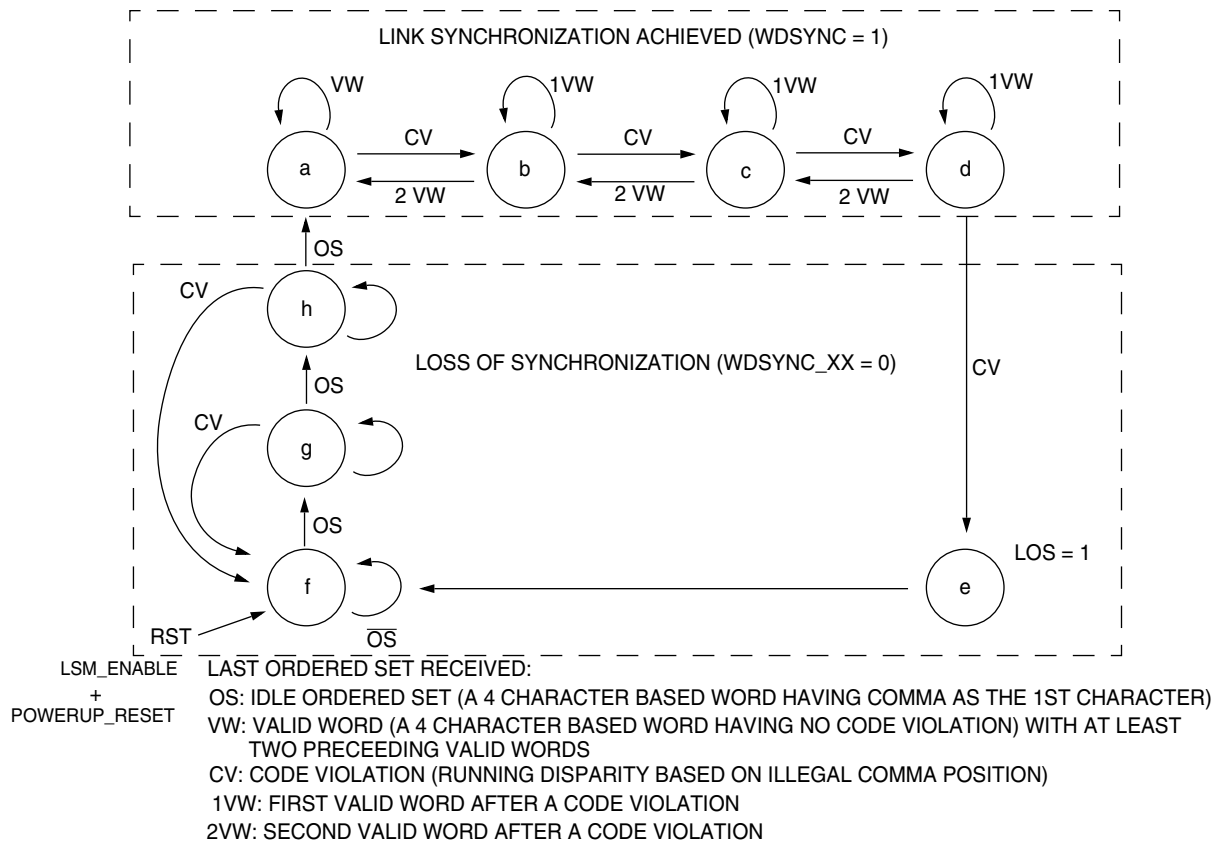 LINK SYNCHRONIZATION ACHIEVED (WDSYNC = 1)
VW
1VW
1VW
1VW
CV
CV
CV
a
b
c
d
2 VW
2 VW
2 VW
OS
CV
h
LOSS OF SYNCHRONIZATION (WDSYNC_XX = 0)
CV
OS
CV
g
OS
LOS = 1
f
e
RST
OS
LSM_ENABLE
+
POWERUP_RESET
LAST ORDERED SET RECEIVED:
OS: IDLE ORDERED SET (A 4 CHARACTER BASED WORD HAVING COMMA AS THE 1ST CHARACTER)
VW: VALID WORD (A 4 CHARACTER BASED WORD HAVING NO CODE VIOLATION) WITH AT LEAST
TWO PRECEEDING VALID WORDS
CV: CODE VIOLATION (RUNNING DISPARITY BASED ON ILLEGAL COMMA POSITION)
1VW: FIRST VALID WORD AFTER A CODE VIOLATION
2VW: SECOND VALID WORD AFTER A CODE VIOLATION